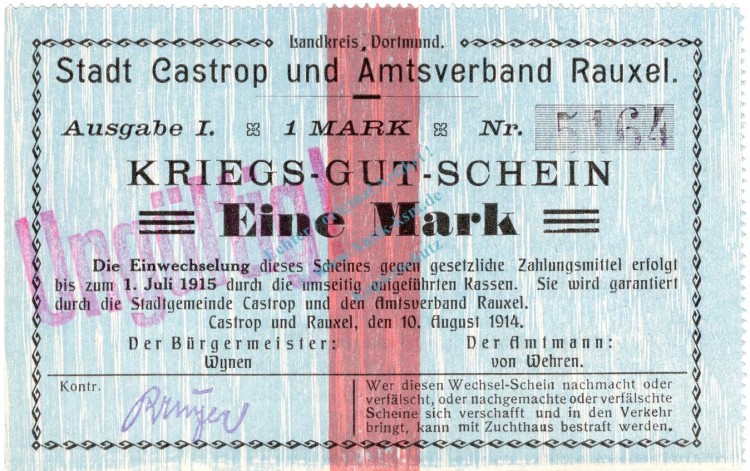 Landkreis Dortmund.
Stadt Castrop und Amtsverband Rauxel.
Ausgabe I. 1 MARK Nr. 5164
KRIEGS-GUT-SCHEIN
Eine Mark
Ungültig!
Die Einwechselung dieses Scheines gegen gesetzliche Zahlungsmittel erfolgt
bis zum 1. Juli 1915 durch die umseitig aufgeführten Kassen. Sie wird garantiert
durch die Stadtgemeinde Castrop und den Amtsverband Rauxel.
Castrop und Rauxel, den 10. August 1914.
Der Bürgermeister: Der Amtmann:
Wynen von Wehren.
Kontr.
Wer diesen Wechsel-Schein nachmacht oder
verfälscht, oder nachgemachte oder verfälschte
Scheine sich verschafft und in den Verkehr
bringt, kann mit Zuchthaus bestraft werden.